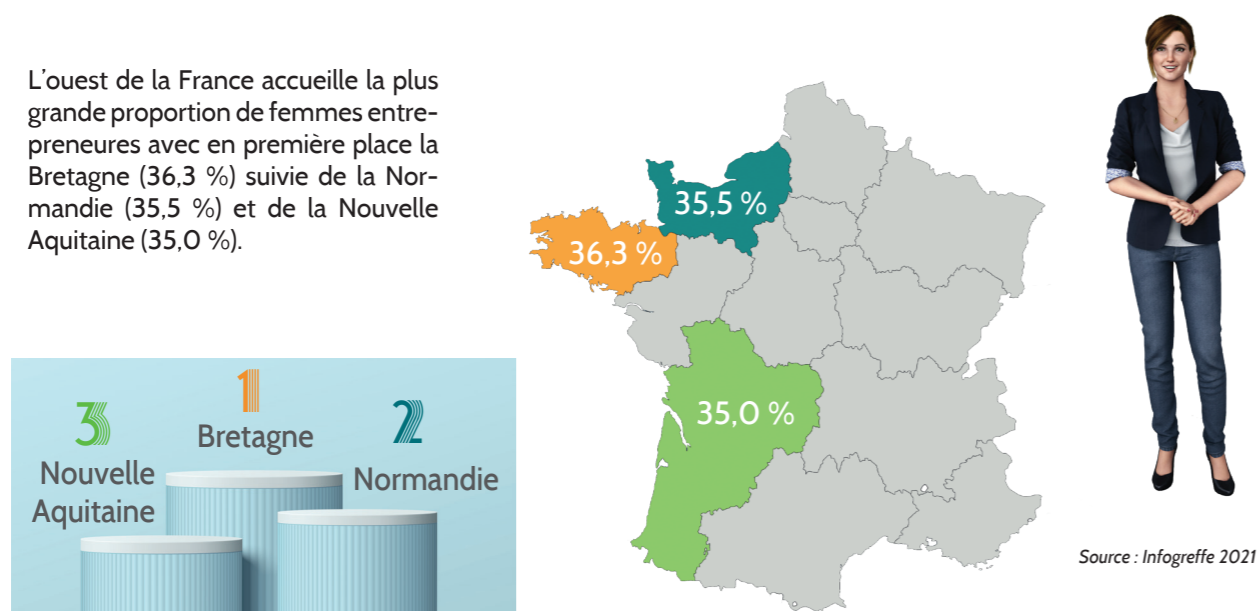 L'ouest de la France accueille la plus
grande proportion de femmes entre-
preneures avec en première place la
Bretagne (36,3 %) suivie de la Nor-
mandie (35,5 %) et de la Nouvelle
Aquitaine (35,0 %).
35,5 %
36,3 %
35,0 %
1
Bretagne
2
Normandie
3
Nouvelle
Aquitaine
Source : Infogreffe 2021